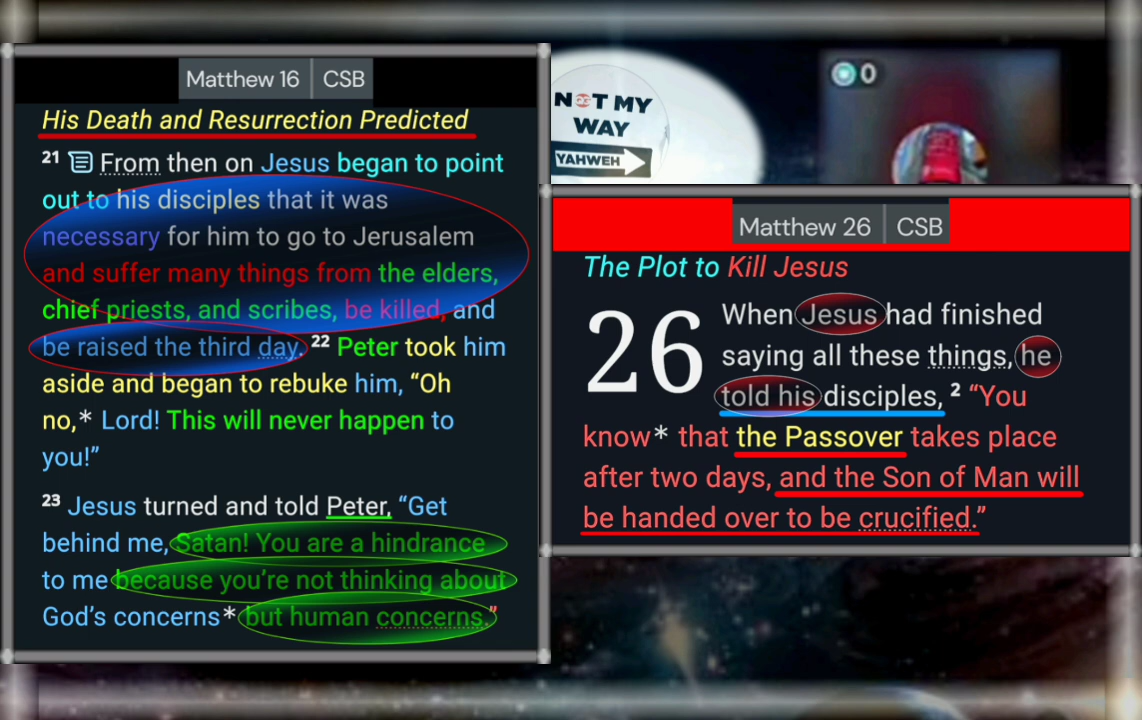 Matthew 16 CSB
His Death and Resurrection Predicted
21 From then on Jesus began to point
out to his disciples that it was
necessary for him to go to Jerusalem
and suffer many things from the elders,
chief priests, and scribes, be killed, and
be raised the third day. 22 Peter took him
aside and began to rebuke him, “Oh
no,* Lord! This will never happen to
you!”
23 Jesus turned and told Peter, “Get
behind me, Satan! You are a hindrance
to me because you’re not thinking about
God’s concerns* but human concerns.”
NOT MY
WAY
YAHWEH
0
Matthew 26 CSB
The Plot to Kill Jesus
26 When Jesus had finished
saying all these things, he
told his disciples, 2 “You
know* that the Passover takes place
after two days, and the Son of Man will
be handed over to be crucified.”